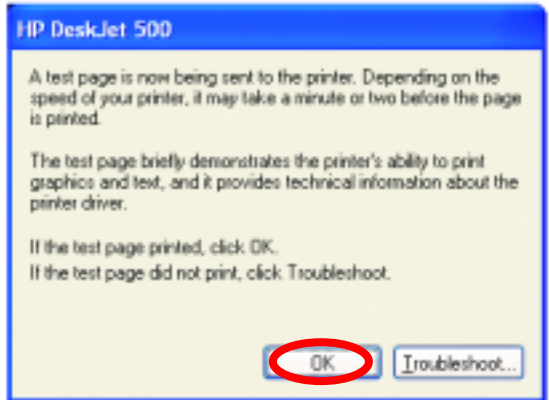 HP DeskJet 500
A test page is now being sent to the printer. Depending on the
speed of your printer, it may take a minute or two before the page
is printed.
The test page briefly demonstrates the printer's ability to print
graphics and text, and it provides technical information about the
printer driver.
If the test page printed, click OK.
If the test page did not print, click Troubleshoot.
OK Troubleshoot...